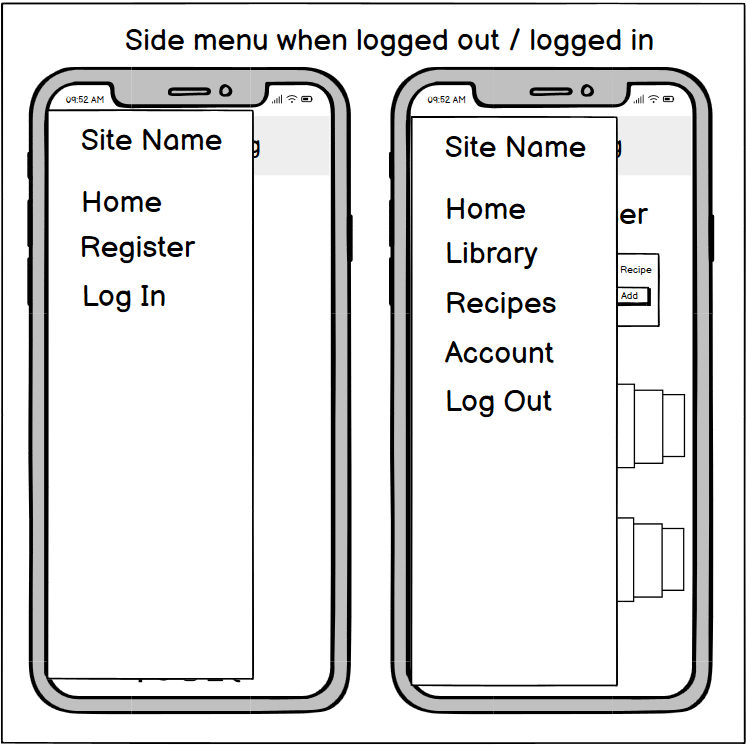 Side menu when logged out / logged in
09:52 AM
Site Name
Home
Register
Log In
09:52 AM
Site Name
Home
Library
Recipes
Account
Log Out
er
Recipe
Add